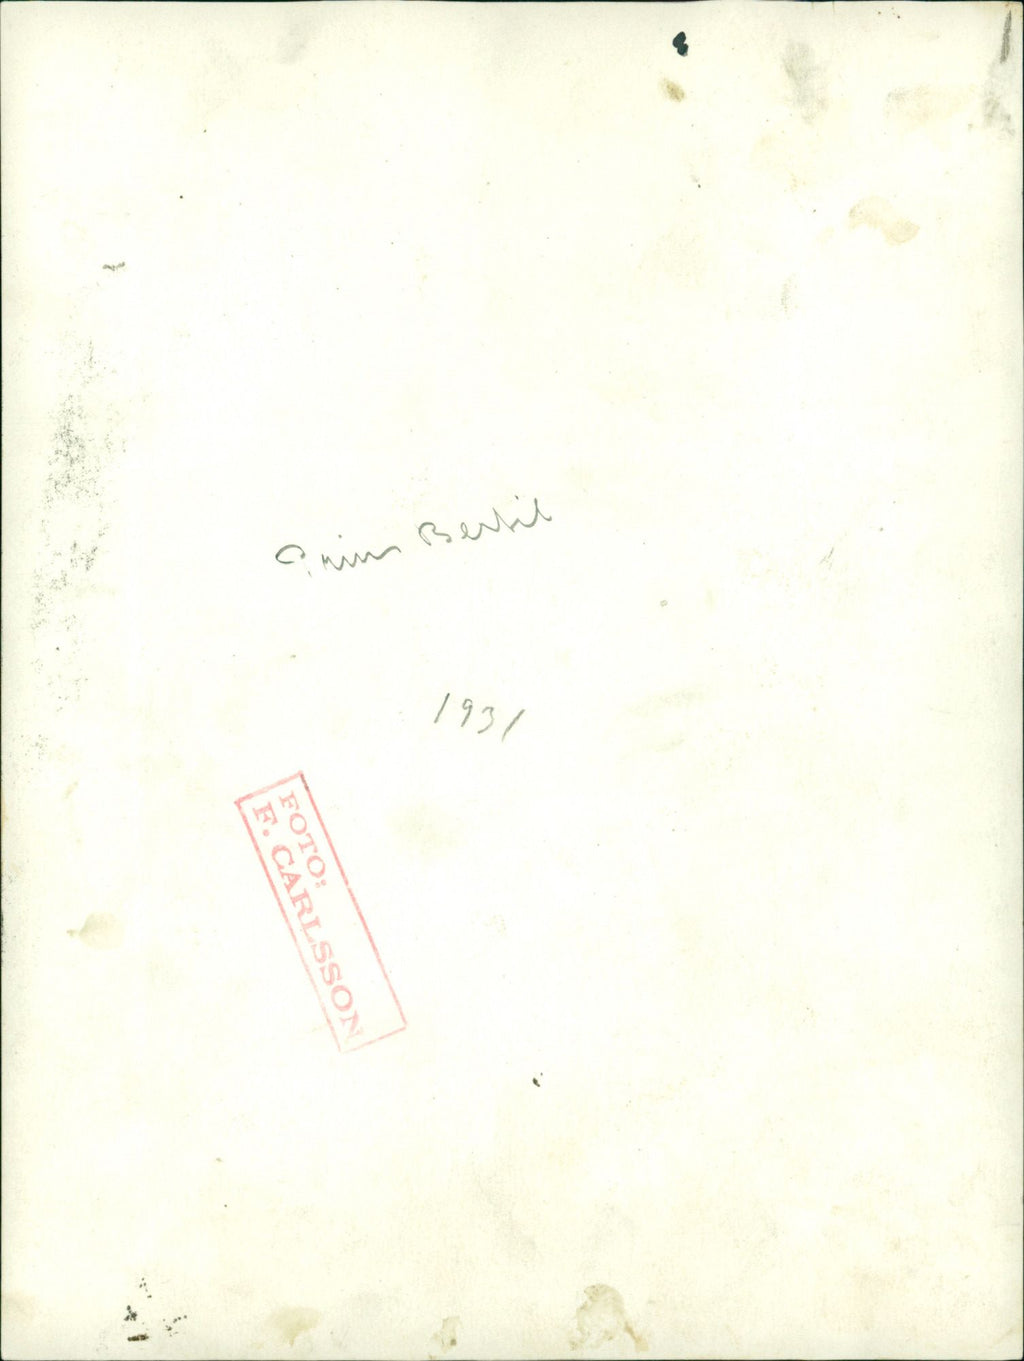 Prins Bertil
1931
FOTO:
F. CARLSSON